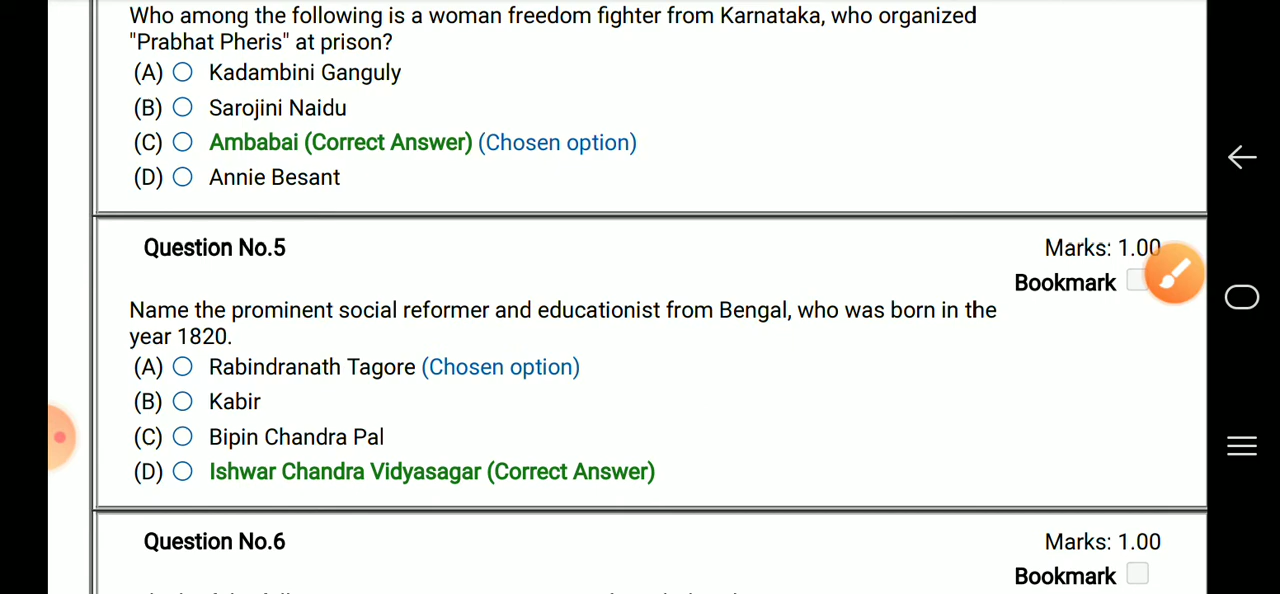 Who among the following is a woman freedom fighter from Karnataka, who organized
"Prabhat Pheris" at prison?
(A) Kadambini Ganguly
(B) Sarojini Naidu
(C) Ambabai (Correct Answer) (Chosen option)
(D) Annie Besant
Question No.5 Marks: 1.00
Bookmark
Name the prominent social reformer and educationist from Bengal, who was born in the
year 1820.
(A) Rabindranath Tagore (Chosen option)
(B) Kabir
(C) Bipin Chandra Pal
(D) Ishwar Chandra Vidyasagar (Correct Answer)
Question No.6 Marks: 1.00
Bookmark